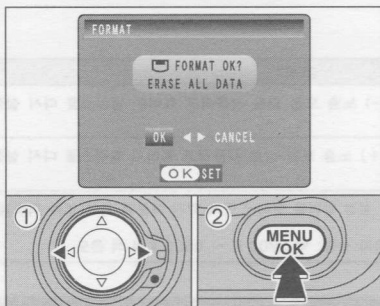 FORMAT
FORMAT OK?
ERASE ALL DATA
OK ◀ ▶ CANCEL
OK SET
① ②
MENU
/OK